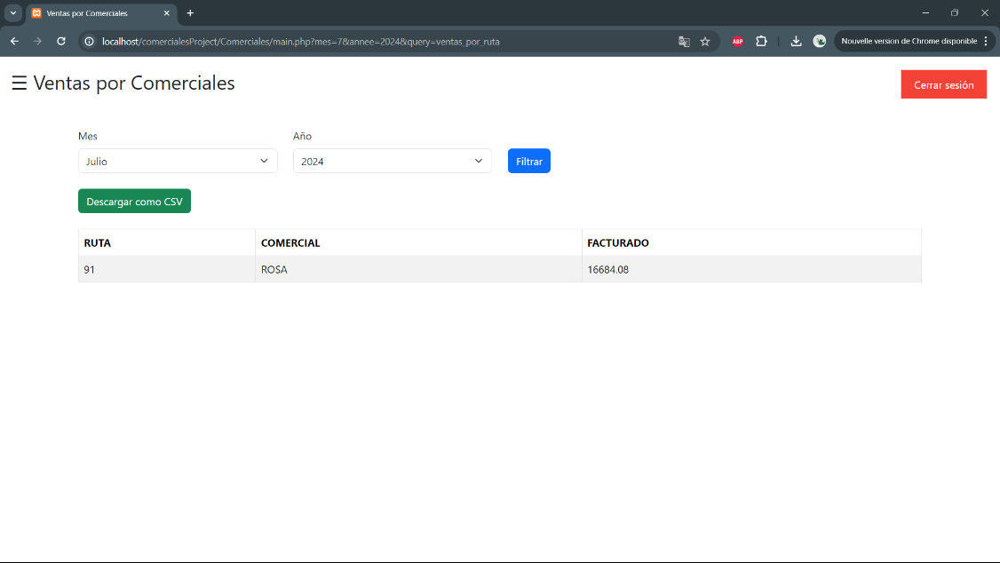 Ventas por Comerciales
localhost/comercialesProject/Comerciales/main.php?mes=7&annee=2024&query=ventas_por_ruta
ABP
Nouvelle version de Chrome disponible
☰ Ventas por Comerciales
Cerrar sesión
Mes Año
Julio 2024 Filtrar
Descargar como CSV
RUTA COMERCIAL FACTURADO
91 ROSA 16684.08